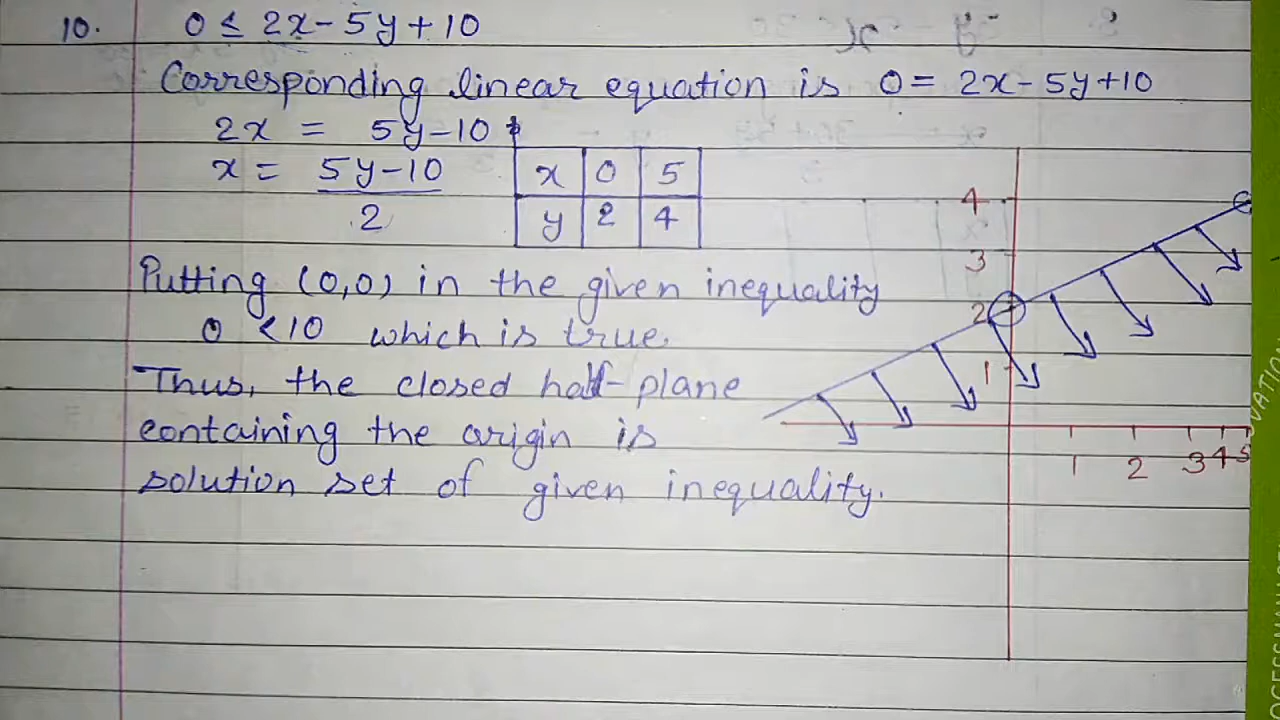 10. 0 ≤ 2x - 5y + 10
Corresponding linear equation is 0 = 2x - 5y + 10
2x = 5y - 10
x = 5y - 10
2
x 0 5
y 2 4
Putting (0,0) in the given inequality
0 < 10 which is true.
Thus, the closed half-plane
containing the origin is
solution set of given inequality.
4
3
2
1
1 2 3 4 5